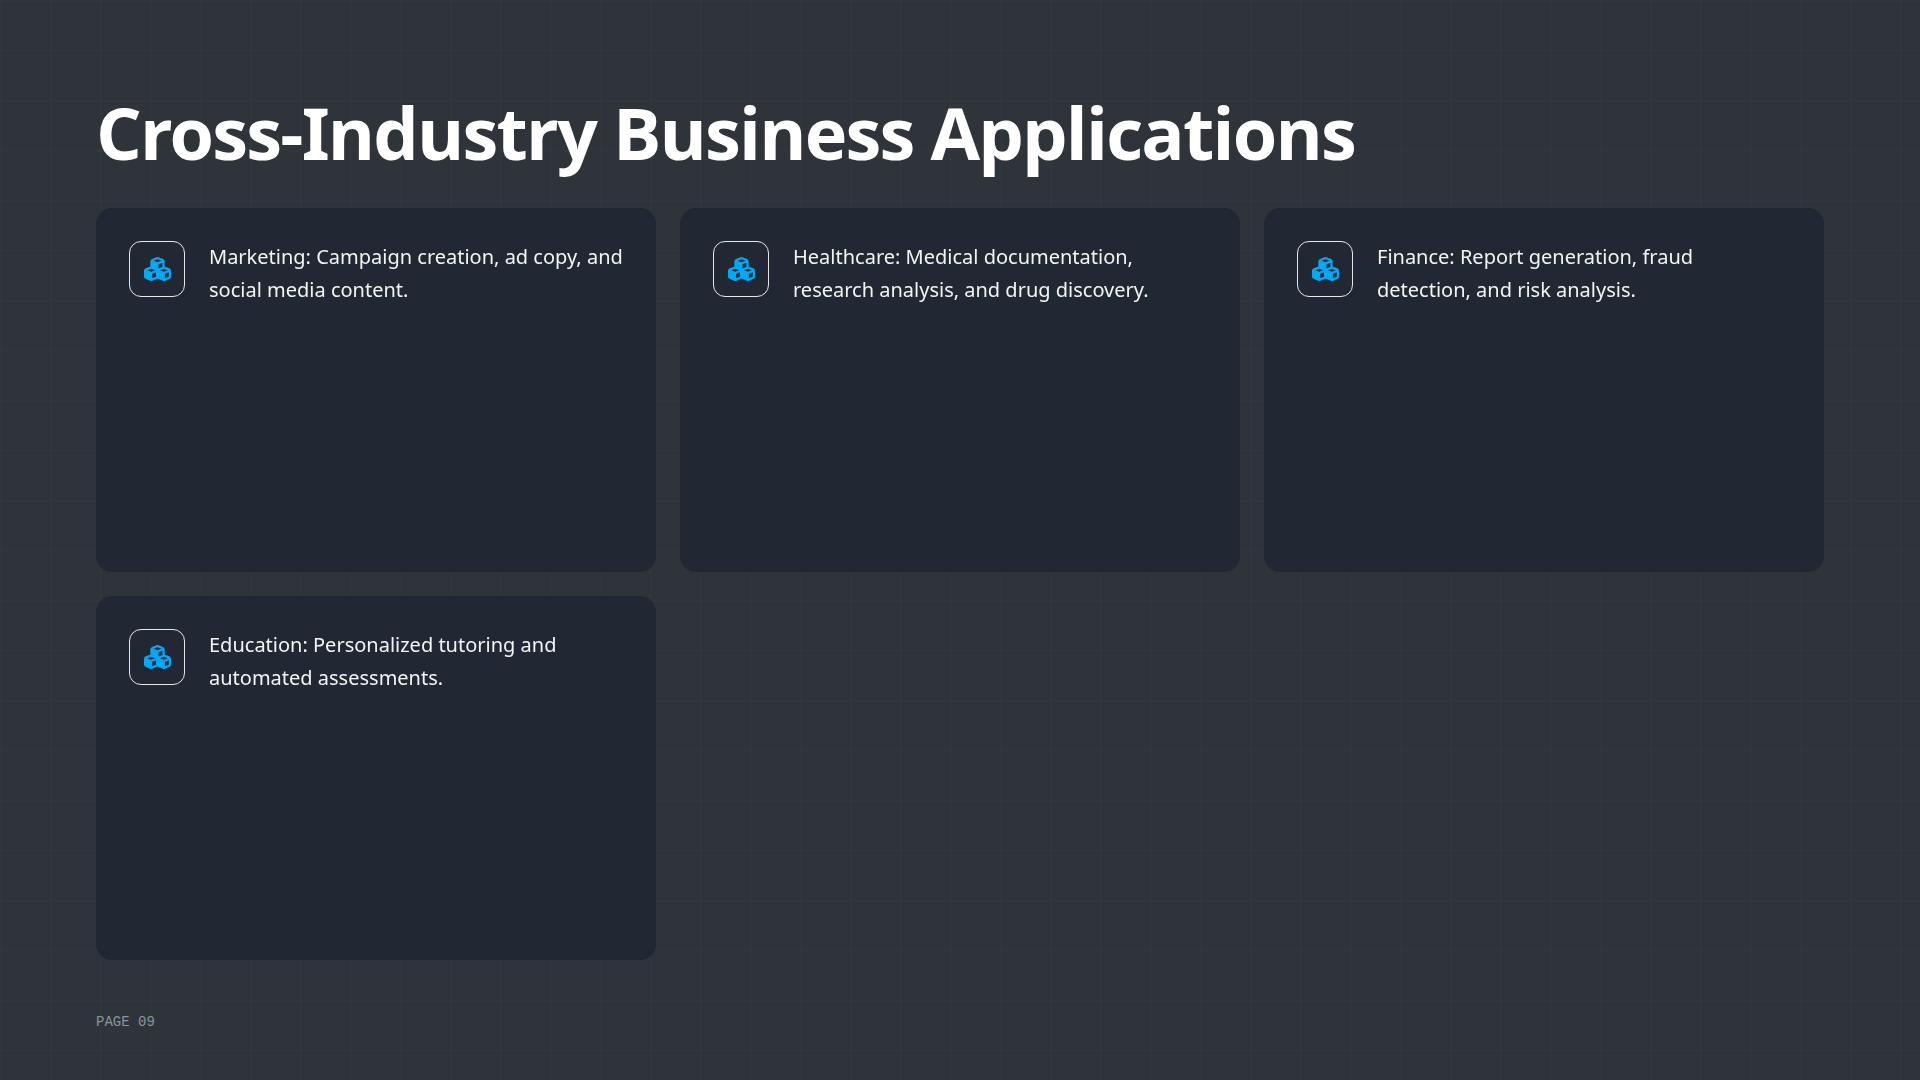 Cross-Industry Business Applications
Marketing: Campaign creation, ad copy, and
social media content.
Healthcare: Medical documentation,
research analysis, and drug discovery.
Finance: Report generation, fraud
detection, and risk analysis.
Education: Personalized tutoring and
automated assessments.
PAGE 09